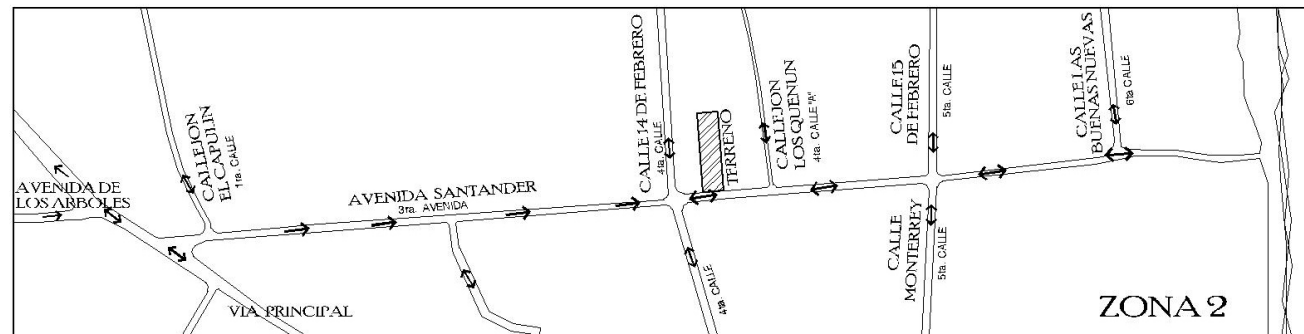 AVENIDA DE
LOS ARBOLES
CALLEJON
EL CAPULIN
1ra. CALLE
VIA PRINCIPAL
AVENIDA SANTANDER
3ra. AVENIDA
CALLE 14 DE FEBRERO
4ta. CALLE
4ta. CALLE
TERRENO
CALLEJON
LOS QUENUN
4ta. CALLE "A"
CALLE 15
DE FEBRERO
5ta. CALLE
CALLE
MONTERREY
5ta. CALLE
CALLE LAS
BUENAS NUEVAS
6ta CALLE
ZONA 2